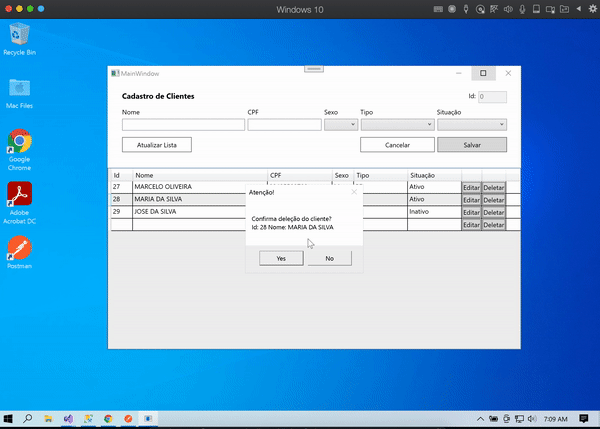 Windows 10
Recycle Bin
Mac Files
Google
Chrome
Adobe
Acrobat DC
Postman
MainWindow
Cadastro de Clientes
Id: 0
Nome CPF Sexo Tipo Situação
Atualizar Lista Cancelar Salvar
Id Nome CPF Sexo Tipo Situação
27 MARCELO OLIVEIRA Ativo Editar Deletar
28 MARIA DA SILVA Ativo Editar Deletar
29 JOSE DA SILVA Inativo Editar Deletar
Editar Deletar
Atenção!
Confirma deleção do cliente?
Id: 28 Nome: MARIA DA SILVA
Yes No
7:09 AM